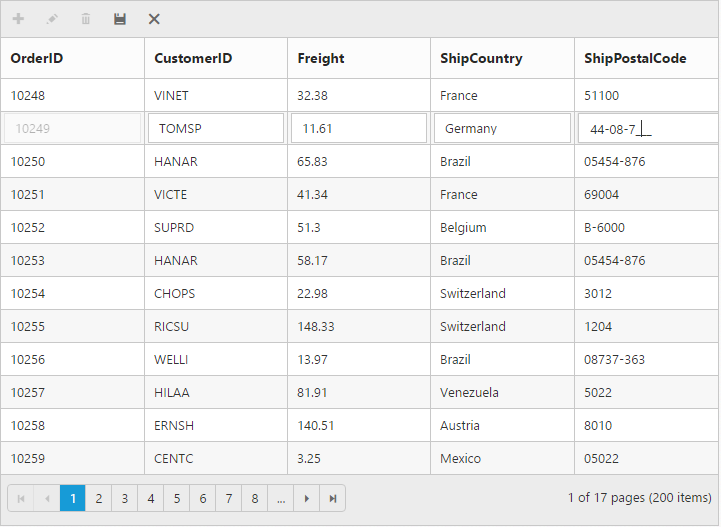 OrderID CustomerID Freight ShipCountry ShipPostalCode
10248 VINET 32.38 France 51100
10249 TOMSP 11.61 Germany 44-08-7___
10250 HANAR 65.83 Brazil 05454-876
10251 VICTE 41.34 France 69004
10252 SUPRD 51.3 Belgium B-6000
10253 HANAR 58.17 Brazil 05454-876
10254 CHOPS 22.98 Switzerland 3012
10255 RICSU 148.33 Switzerland 1204
10256 WELLI 13.97 Brazil 08737-363
10257 HILAA 81.91 Venezuela 5022
10258 ERNSH 140.51 Austria 8010
10259 CENTC 3.25 Mexico 05022
1 2 3 4 5 6 7 8 ... 1 of 17 pages (200 items)